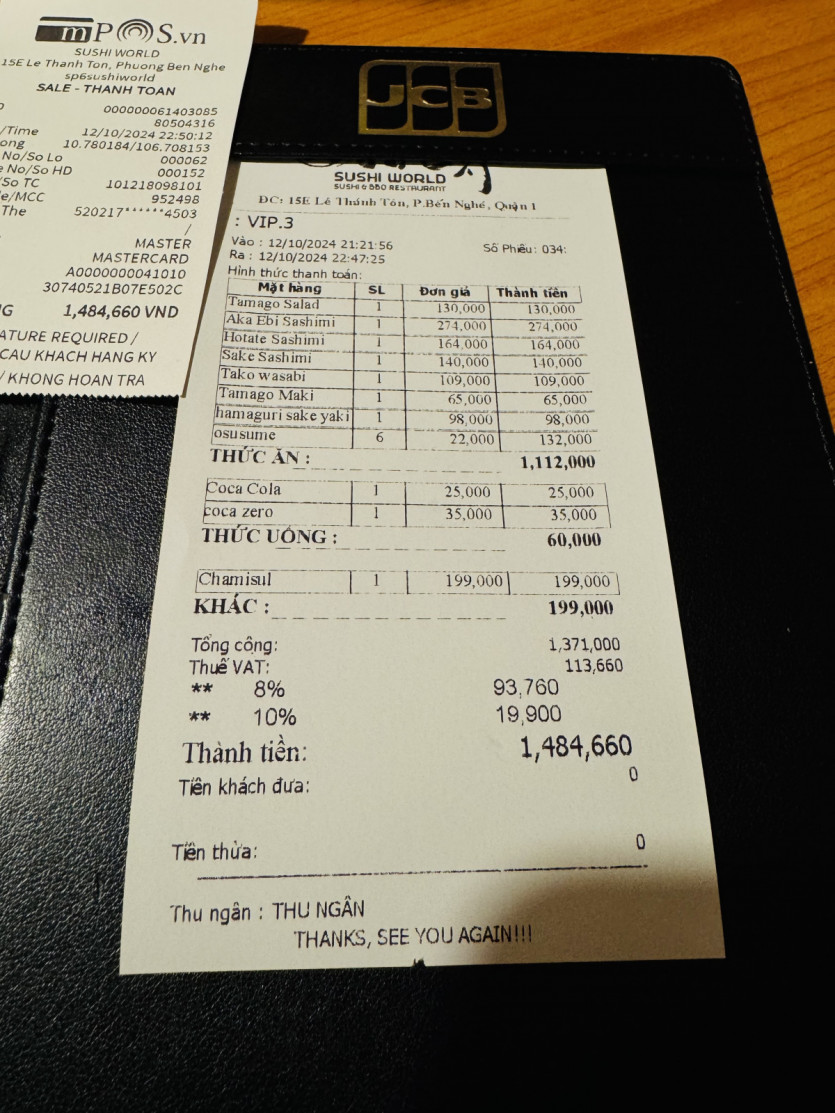 mPOS.vn
SUSHI WORLD
15E Le Thanh Ton, Phuong Ben Nghe
sp6sushiworld
SALE - THANH TOAN
000000061403085
80504316
/Time 12/10/2024 22:50:12
ong 10.780184/106.708153
No/So Lo 000062
No/So HD 000152
/So TC 101218098101
e/MCC 952498
The 520217******4503
/
MASTER
MASTERCARD
A0000000041010
30740521B07E502C
G 1,484,660 VND
ATURE REQUIRED /
CAU KHACH HANG KY
/ KHONG HOAN TRA
JCB
SUSHI WORLD
SUSHI & BBQ RESTAURANT
ĐC: 15E Lê Thánh Tôn, P.Bến Nghé, Quận 1
: VIP.3
Vào : 12/10/2024 21:21:56 Số Phiếu: 034:
Ra : 12/10/2024 22:47:25
Hình thức thanh toán:
Mặt hàng SL Đơn giá Thành tiền
Tamago Salad 1 130,000 130,000
Aka Ebi Sashimi 1 274,000 274,000
Hotate Sashimi 1 164,000 164,000
Sake Sashimi 1 140,000 140,000
Tako wasabi 1 109,000 109,000
Tamago Maki 1 65,000 65,000
hamaguri sake yaki 1 98,000 98,000
osusume 6 22,000 132,000
THỨC ĂN : 1,112,000
Coca Cola 1 25,000 25,000
coca zero 1 35,000 35,000
THỨC UỐNG : 60,000
Chamisul 1 199,000 199,000
KHÁC : 199,000
Tổng cộng: 1,371,000
Thuế VAT: 113,660
** 8% 93,760
** 10% 19,900
Thành tiền: 1,484,660
Tiền khách đưa: 0
Tiền thừa: 0
Thu ngân : THU NGÂN
THANKS, SEE YOU AGAIN!!!